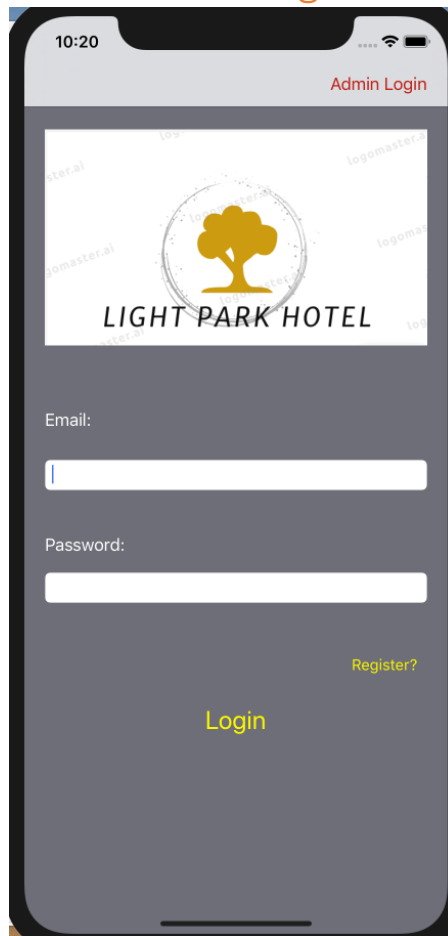 10:20
Admin Login
logomaster.ai
LIGHT PARK HOTEL
Email:
Password:
Register?
Login